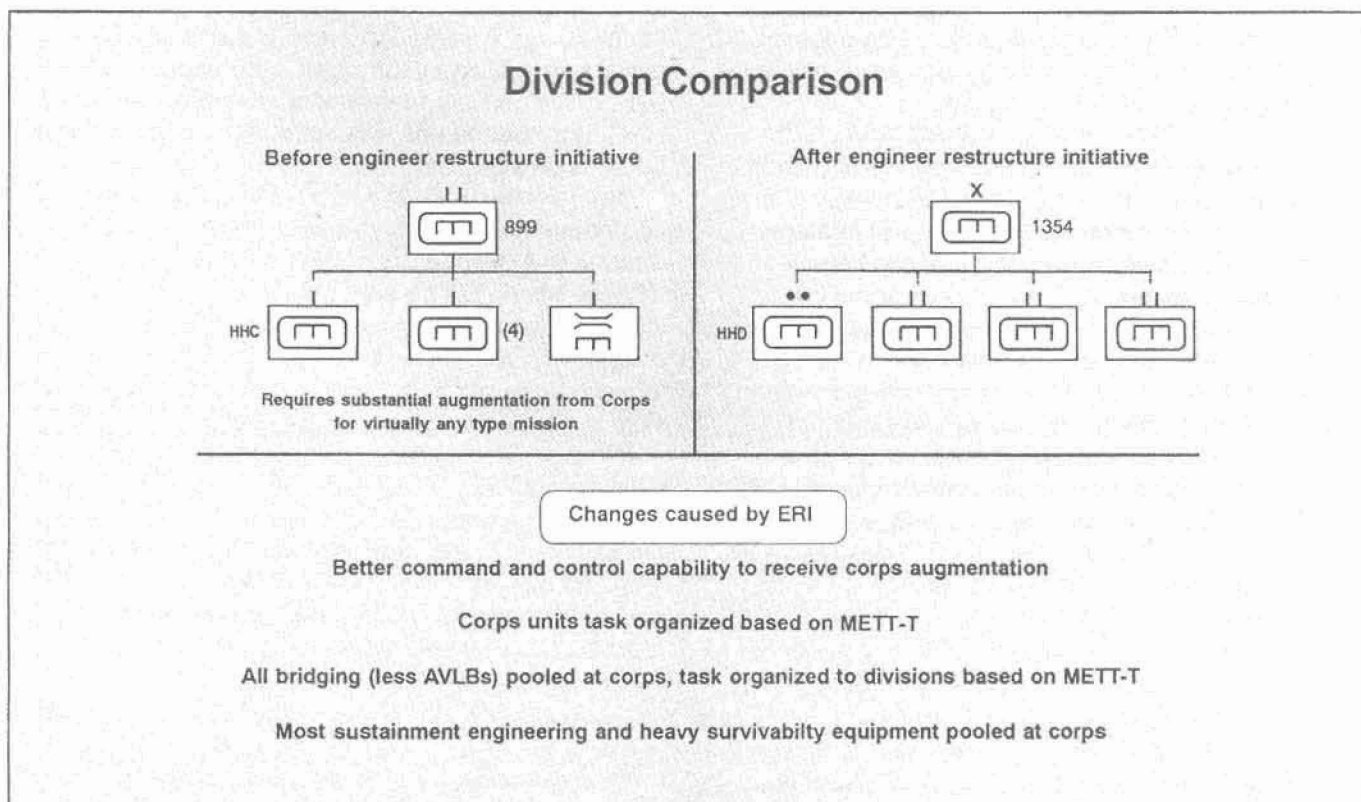 Division Comparison
Before engineer restructure initiative
899
HHC
(4)
Requires substantial augmentation from Corps
for virtually any type mission
After engineer restructure initiative
X
1354
HHD
Changes caused by ERI
Better command and control capability to receive corps augmentation
Corps units task organized based on METT-T
All bridging (less AVLBs) pooled at corps, task organized to divisions based on METT-T
Most sustainment engineering and heavy survivabilty equipment pooled at corps